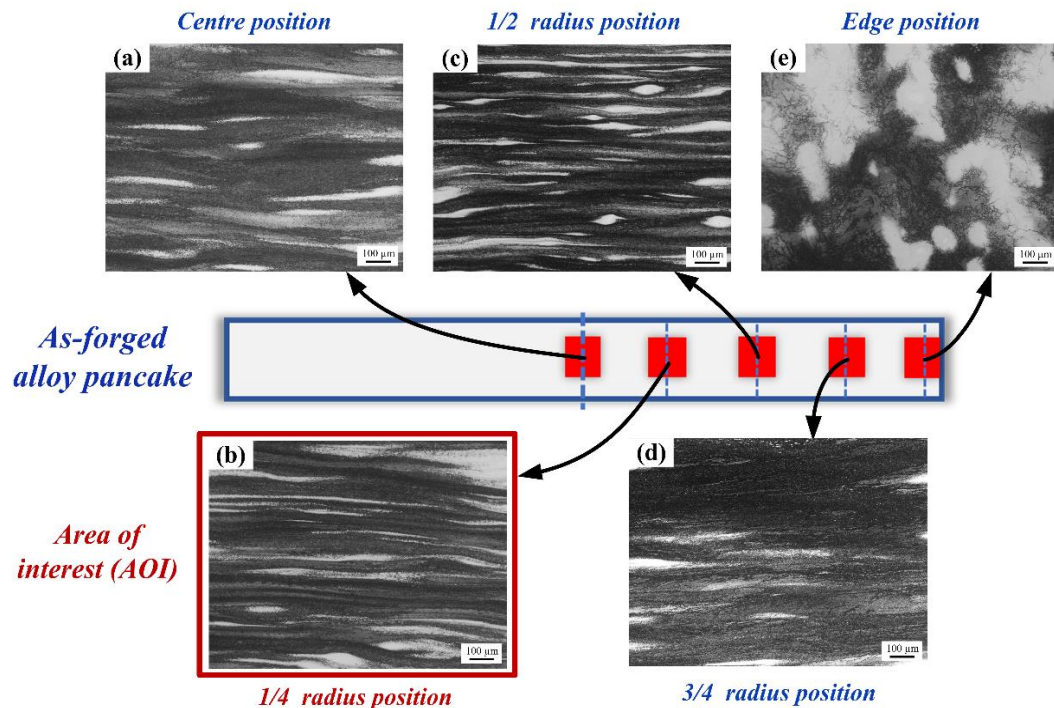 Centre position
1/2 radius position
Edge position
(a)
(c)
(e)
100 µm
100 µm
100 µm
As-forged
alloy pancake
(b)
(d)
Area of
interest (AOI)
100 µm
100 µm
1/4 radius position
3/4 radius position